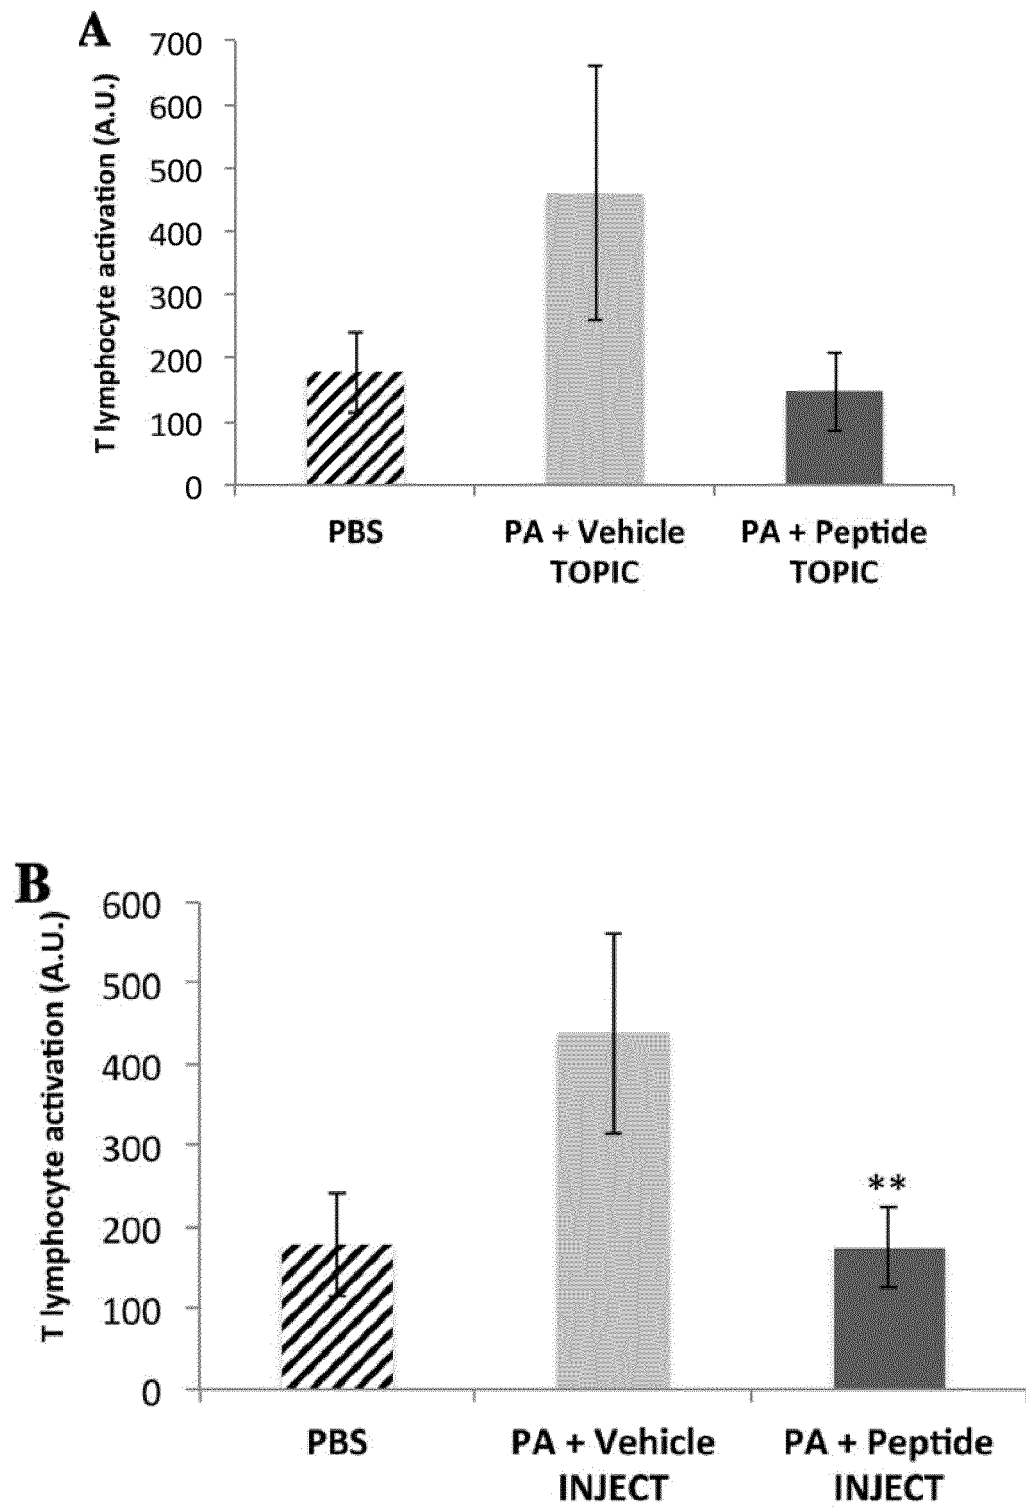 A
T lymphocyte activation (A.U.)
700
600
500
400
300
200
100
0
PBS
PA + Vehicle
TOPIC
PA + Peptide
TOPIC
B
T lymphocyte activation (A.U.)
600
500
400
300
200
100
0
**
PBS
PA + Vehicle
INJECT
PA + Peptide
INJECT